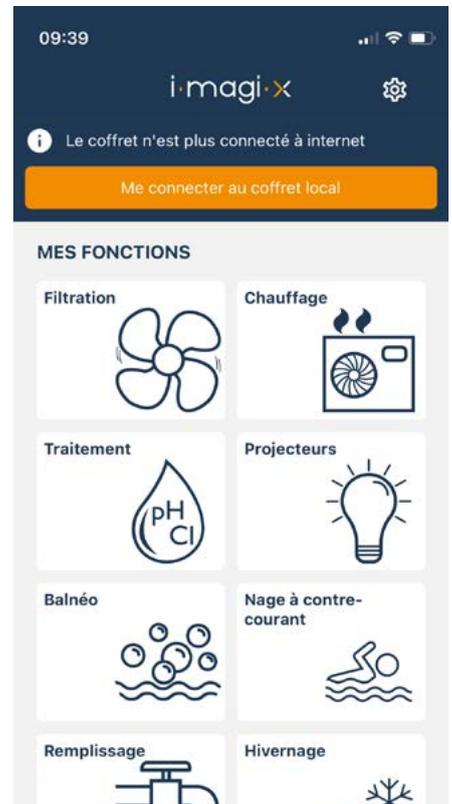 09:39
i·magi·x
Le coffret n'est plus connecté à internet
Me connecter au coffret local
MES FONCTIONS
Filtration
Chauffage
Traitement
Projecteurs
pH
Cl
Balnéo
Nage à contre-
courant
Remplissage
Hivernage